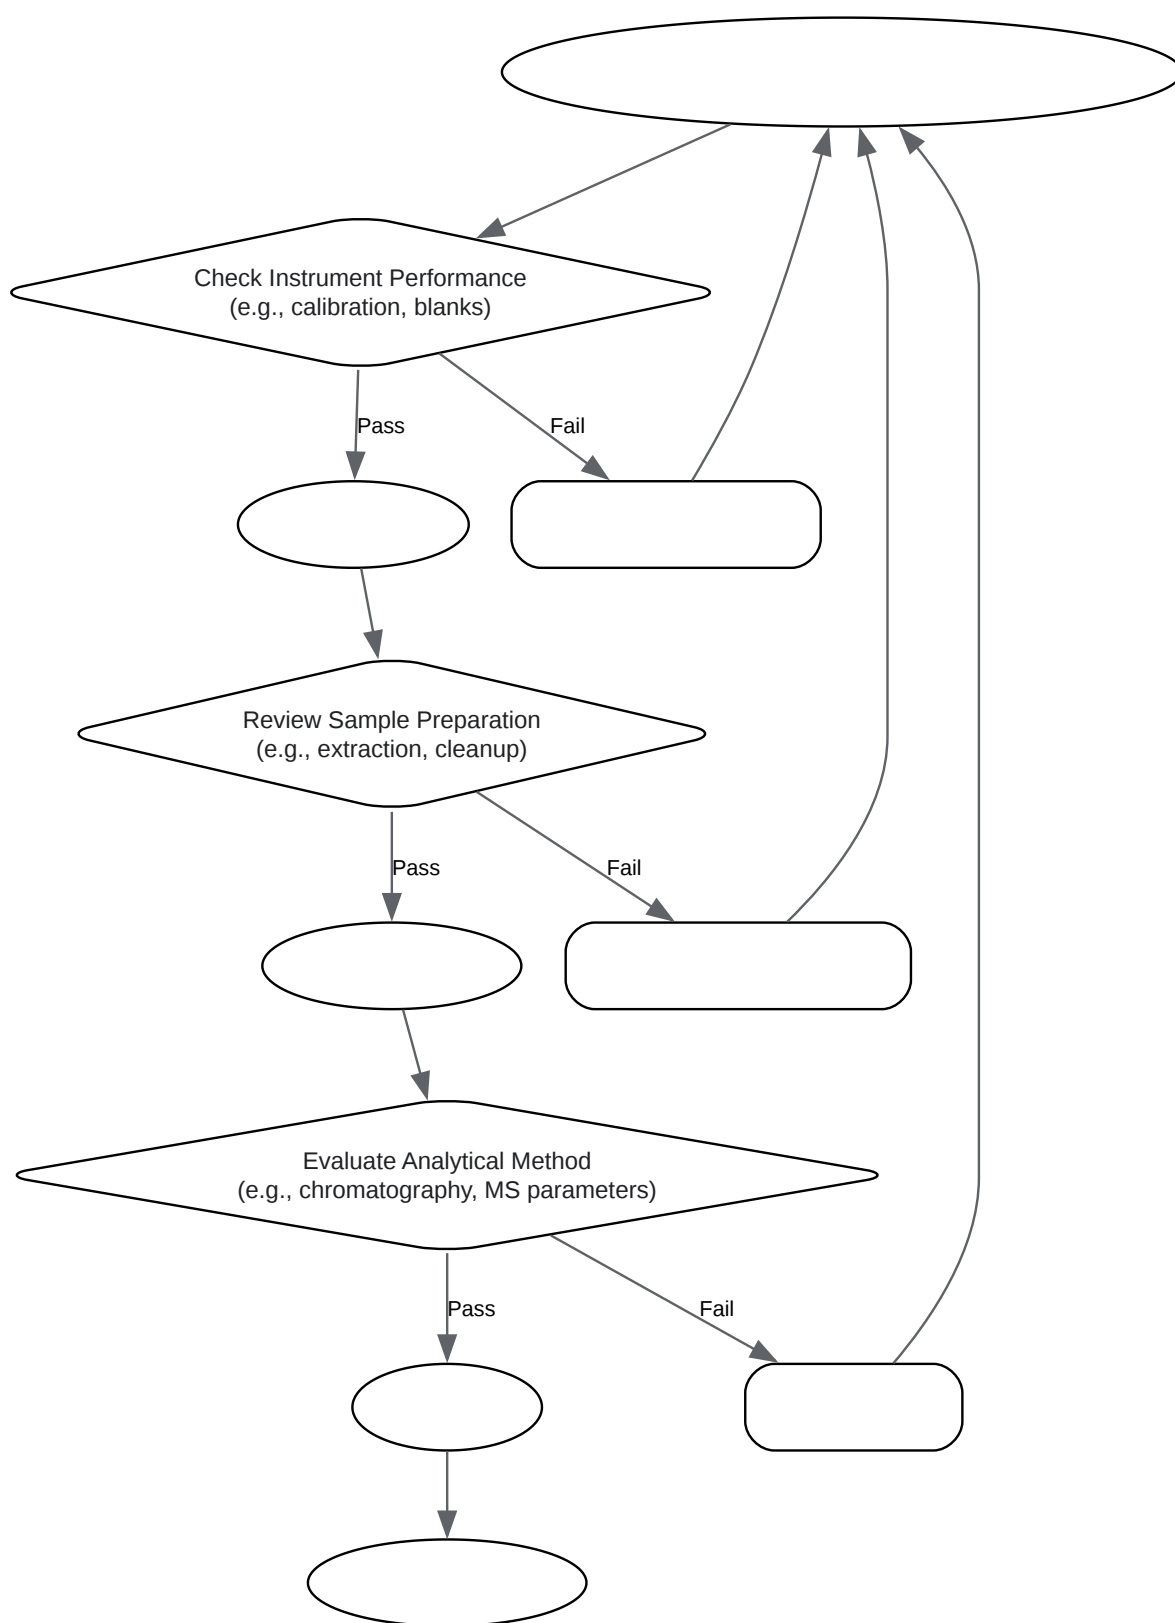 Check Instrument Performance
(e.g., calibration, blanks)
Pass
Fail
Review Sample Preparation
(e.g., extraction, cleanup)
Pass
Fail
Evaluate Analytical Method
(e.g., chromatography, MS parameters)
Pass
Fail